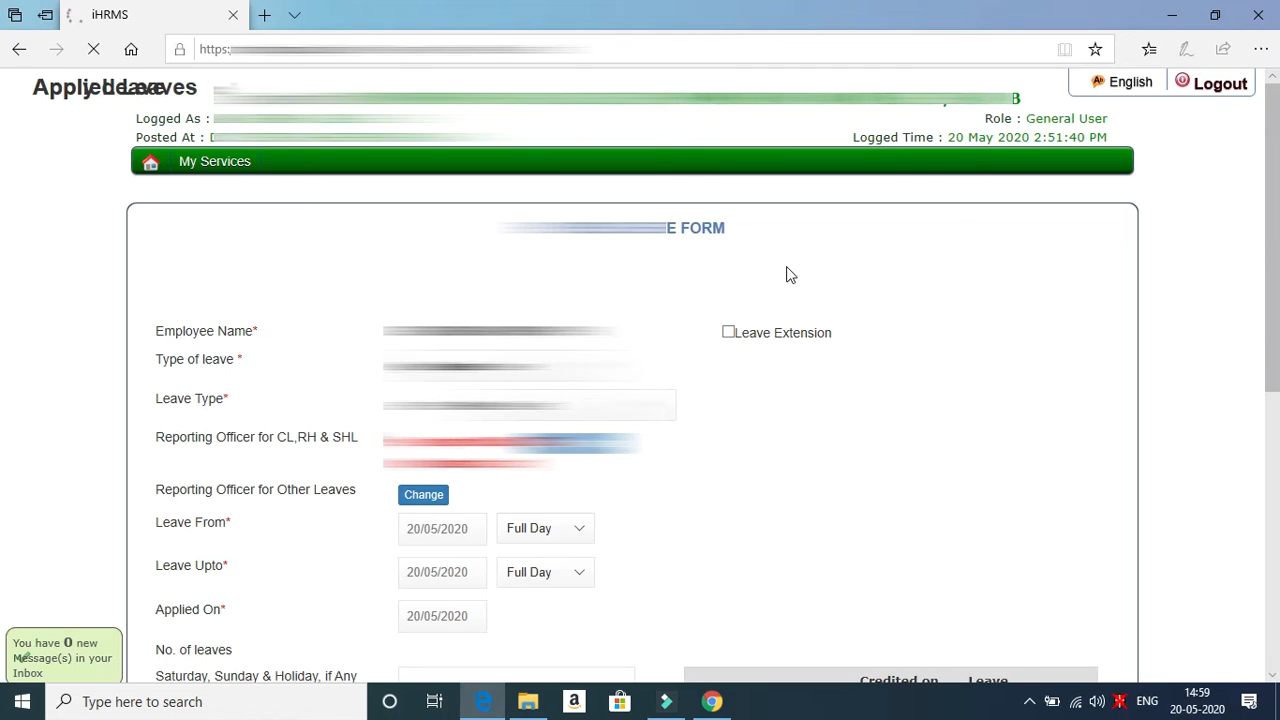 iHRMS
https:
Applied Leaves
English
Logout
B
Logged As :
Role : General User
Posted At :
Logged Time : 20 May 2020 2:51:40 PM
My Services
E FORM
Employee Name*
Leave Extension
Type of leave *
Leave Type*
Reporting Officer for CL,RH & SHL
Reporting Officer for Other Leaves
Change
Leave From*
20/05/2020
Full Day
Leave Upto*
20/05/2020
Full Day
Applied On*
20/05/2020
No. of leaves
You have 0 new
Message(s) in your
Inbox
Saturday, Sunday & Holiday, if Any
Credited on
Leave
Type here to search
ENG
14:59
20-05-2020